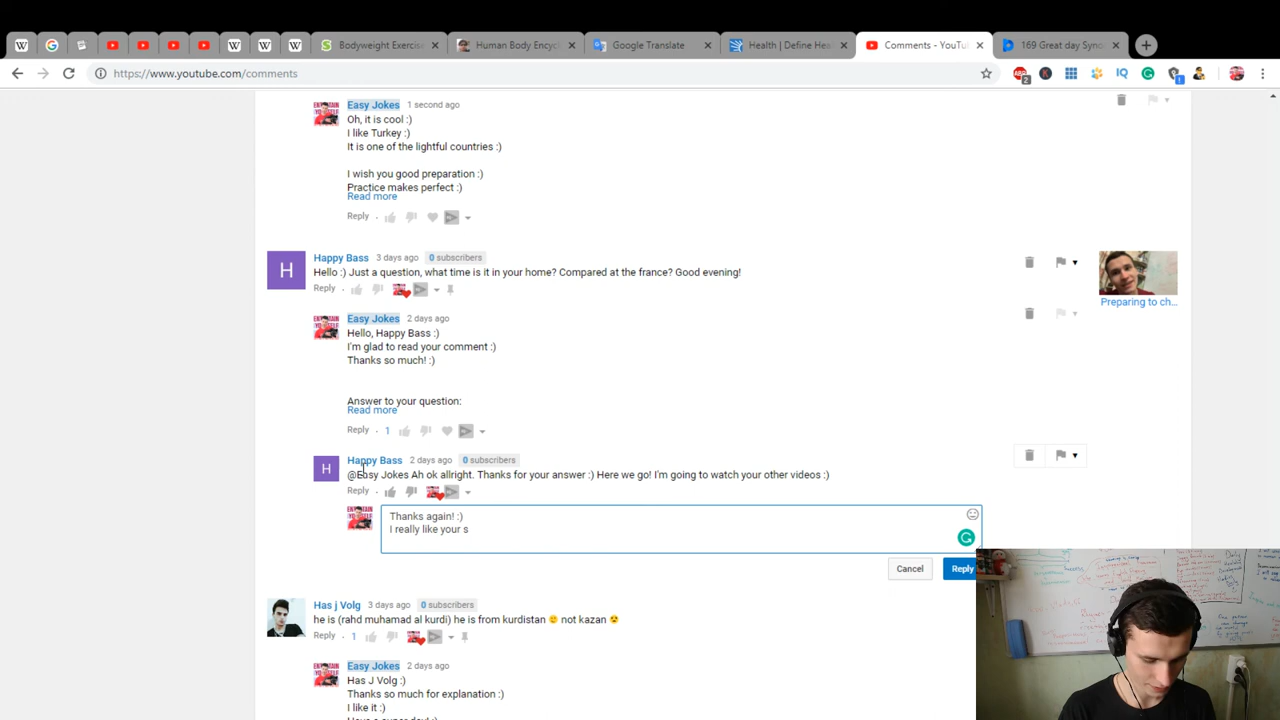 Bodyweight Exercis
Human Body Ency
Google Translate
Health | Define Hea
Comments - YouTu
169 Great day Syno
https://www.youtube.com/comments
Easy Jokes 1 second ago
Oh, it is cool :)
I like Turkey :)
It is one of the lightful countries :)
I wish you good preparation :)
Practice makes perfect :)
Read more
Reply
Happy Bass 3 days ago 0 subscribers
Hello :) Just a question, what time is it in your home? Compared at the france? Good evening!
Reply
Preparing to ch...
Easy Jokes 2 days ago
Hello, Happy Bass :)
I'm glad to read your comment :)
Thanks so much! :)
Answer to your question:
Read more
Reply 1
H
Happy Bass 2 days ago 0 subscribers
@Easy Jokes Ah ok allright. Thanks for your answer :) Here we go! I'm going to watch your other videos :)
Reply
Thanks again! :)
I really like your s
Cancel
Reply
Has j Volg 3 days ago 0 subscribers
he is (rahd muhamad al kurdi) he is from kurdistan 🙂 not kazan 😟
Reply 1
Easy Jokes 2 days ago
Has J Volg :)
Thanks so much for explanation :)
I like it :)
Have a super day! :)